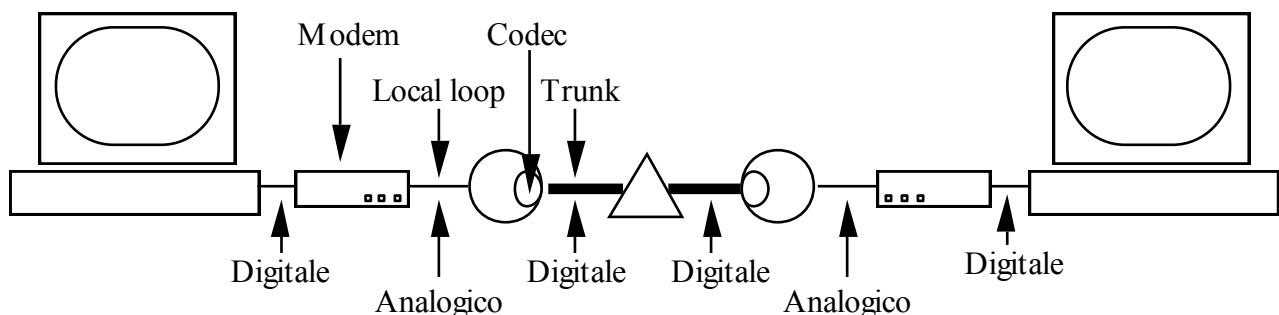 Modem
Codec
Local loop
Trunk
Digitale
Analogico
Digitale
Digitale
Analogico
Digitale